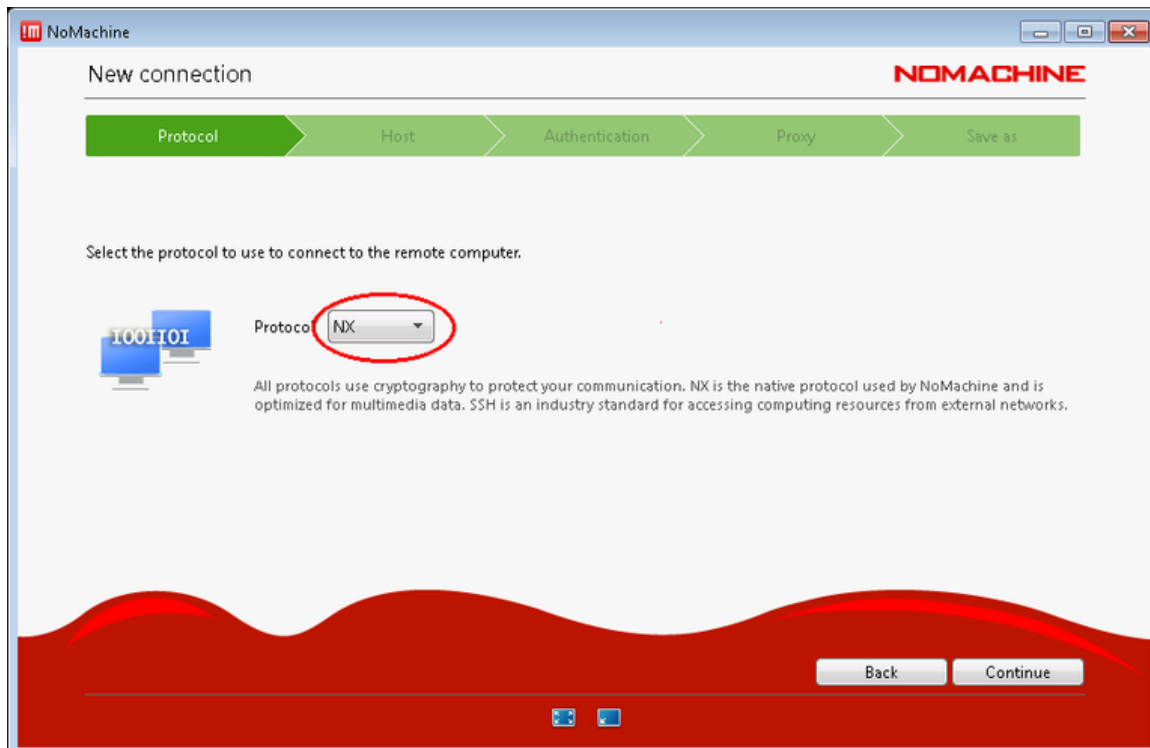 NoMachine
New connection
NOMACHINE
Protocol Host Authentication Proxy Save as
Select the protocol to use to connect to the remote computer.
IOOIIOI
Protocol NX
All protocols use cryptography to protect your communication. NX is the native protocol used by NoMachine and is
optimized for multimedia data. SSH is an industry standard for accessing computing resources from external networks.
Back Continue